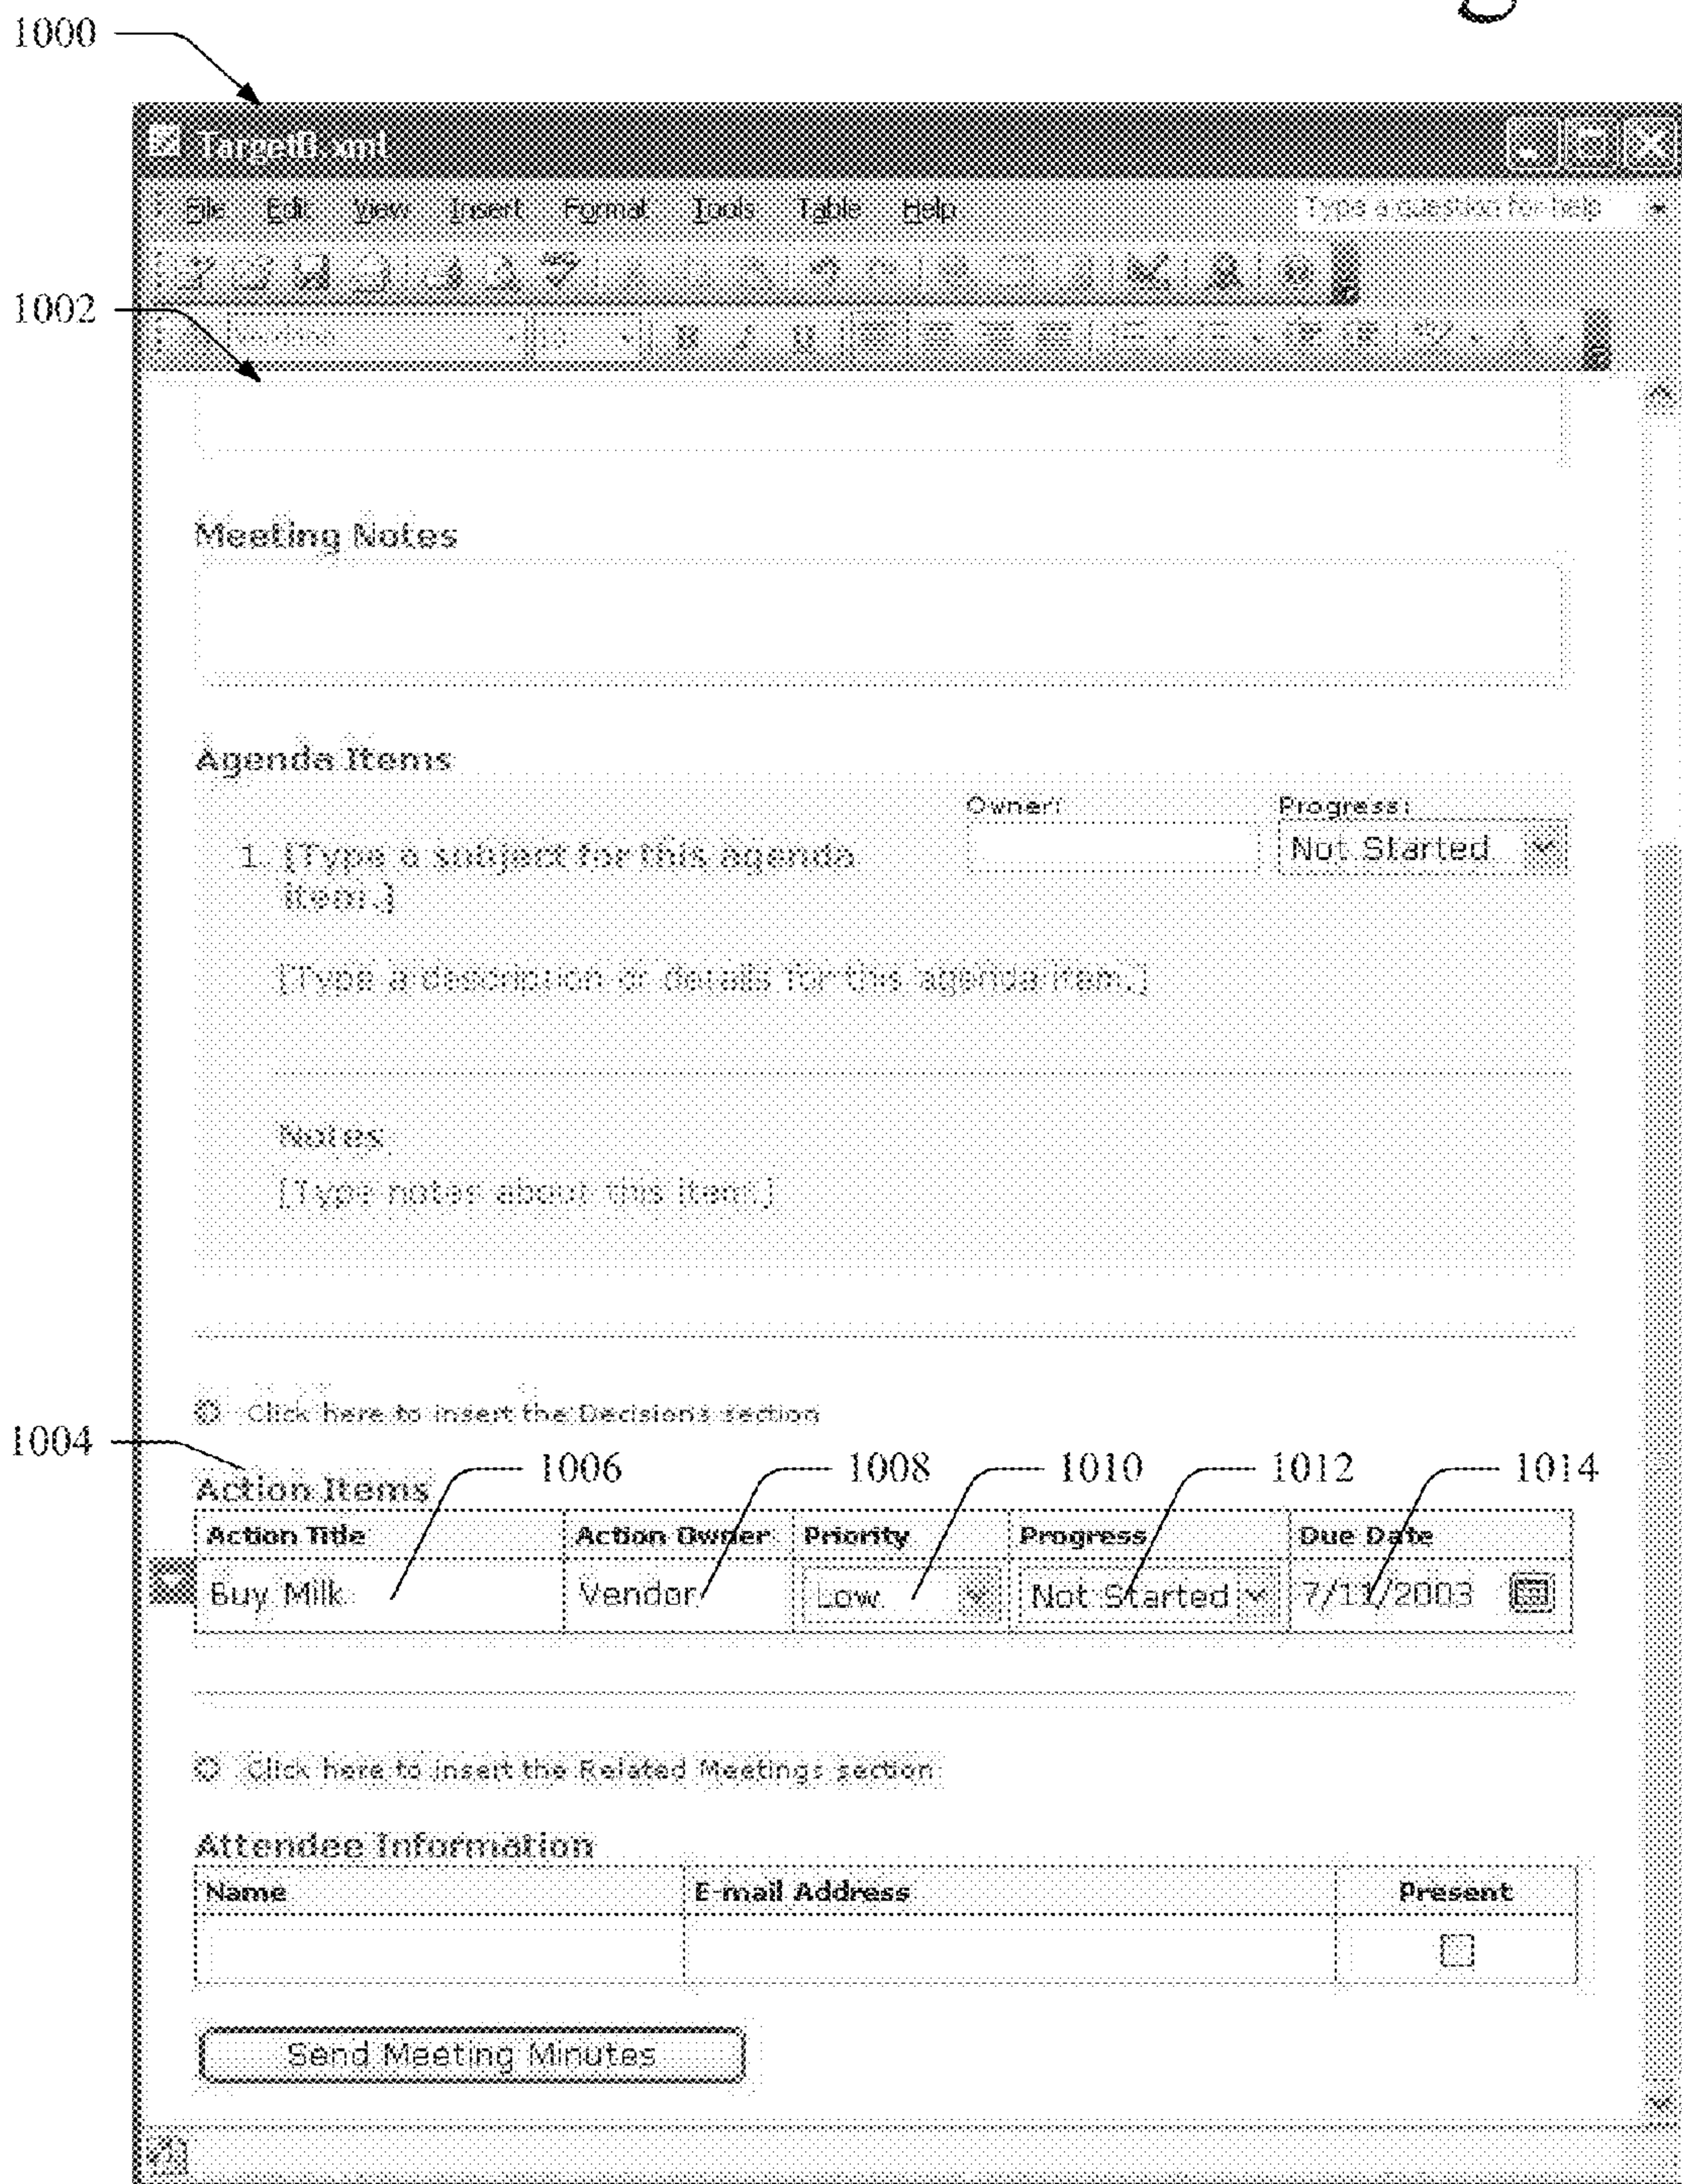 1000
TargetB.xml
File Edit View Insert Format Tools Table Help Type a question for help
1002
Meeting Notes
Agenda Items
Owner: Progress:
1. [Type a subject for this agenda Not Started
item.]
[Type a description or details for this agenda item.]
Notes
[Type notes about this item.]
Click here to insert the Decisions section
1004 1006 1008 1010 1012 1014
Action Items
Action Title Action Owner Priority Progress Due Date
Buy Milk Vendor Low Not Started 7/11/2003
Click here to insert the Related Meetings section
Attendee Information
Name E-mail Address Present
Send Meeting Minutes